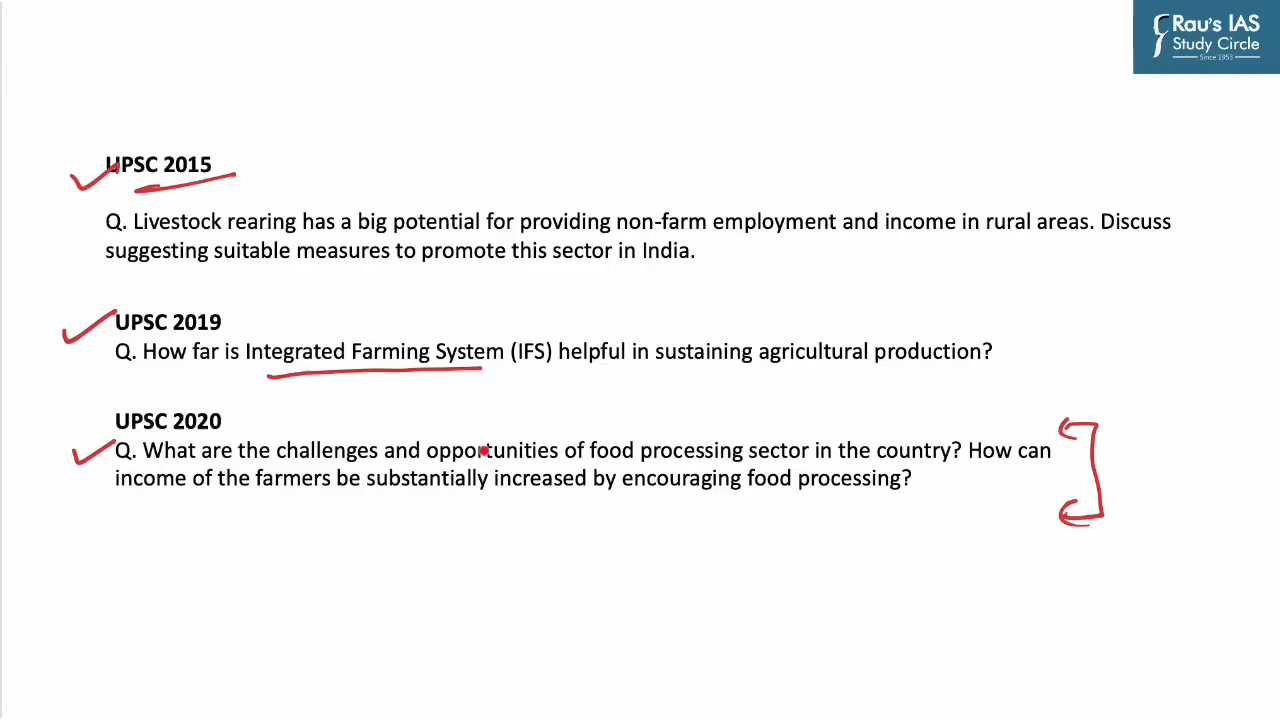 Rau's IAS
Study Circle
Since 1953
UPSC 2015
Q. Livestock rearing has a big potential for providing non-farm employment and income in rural areas. Discuss
suggesting suitable measures to promote this sector in India.
UPSC 2019
Q. How far is Integrated Farming System (IFS) helpful in sustaining agricultural production?
UPSC 2020
Q. What are the challenges and opportunities of food processing sector in the country? How can
income of the farmers be substantially increased by encouraging food processing?